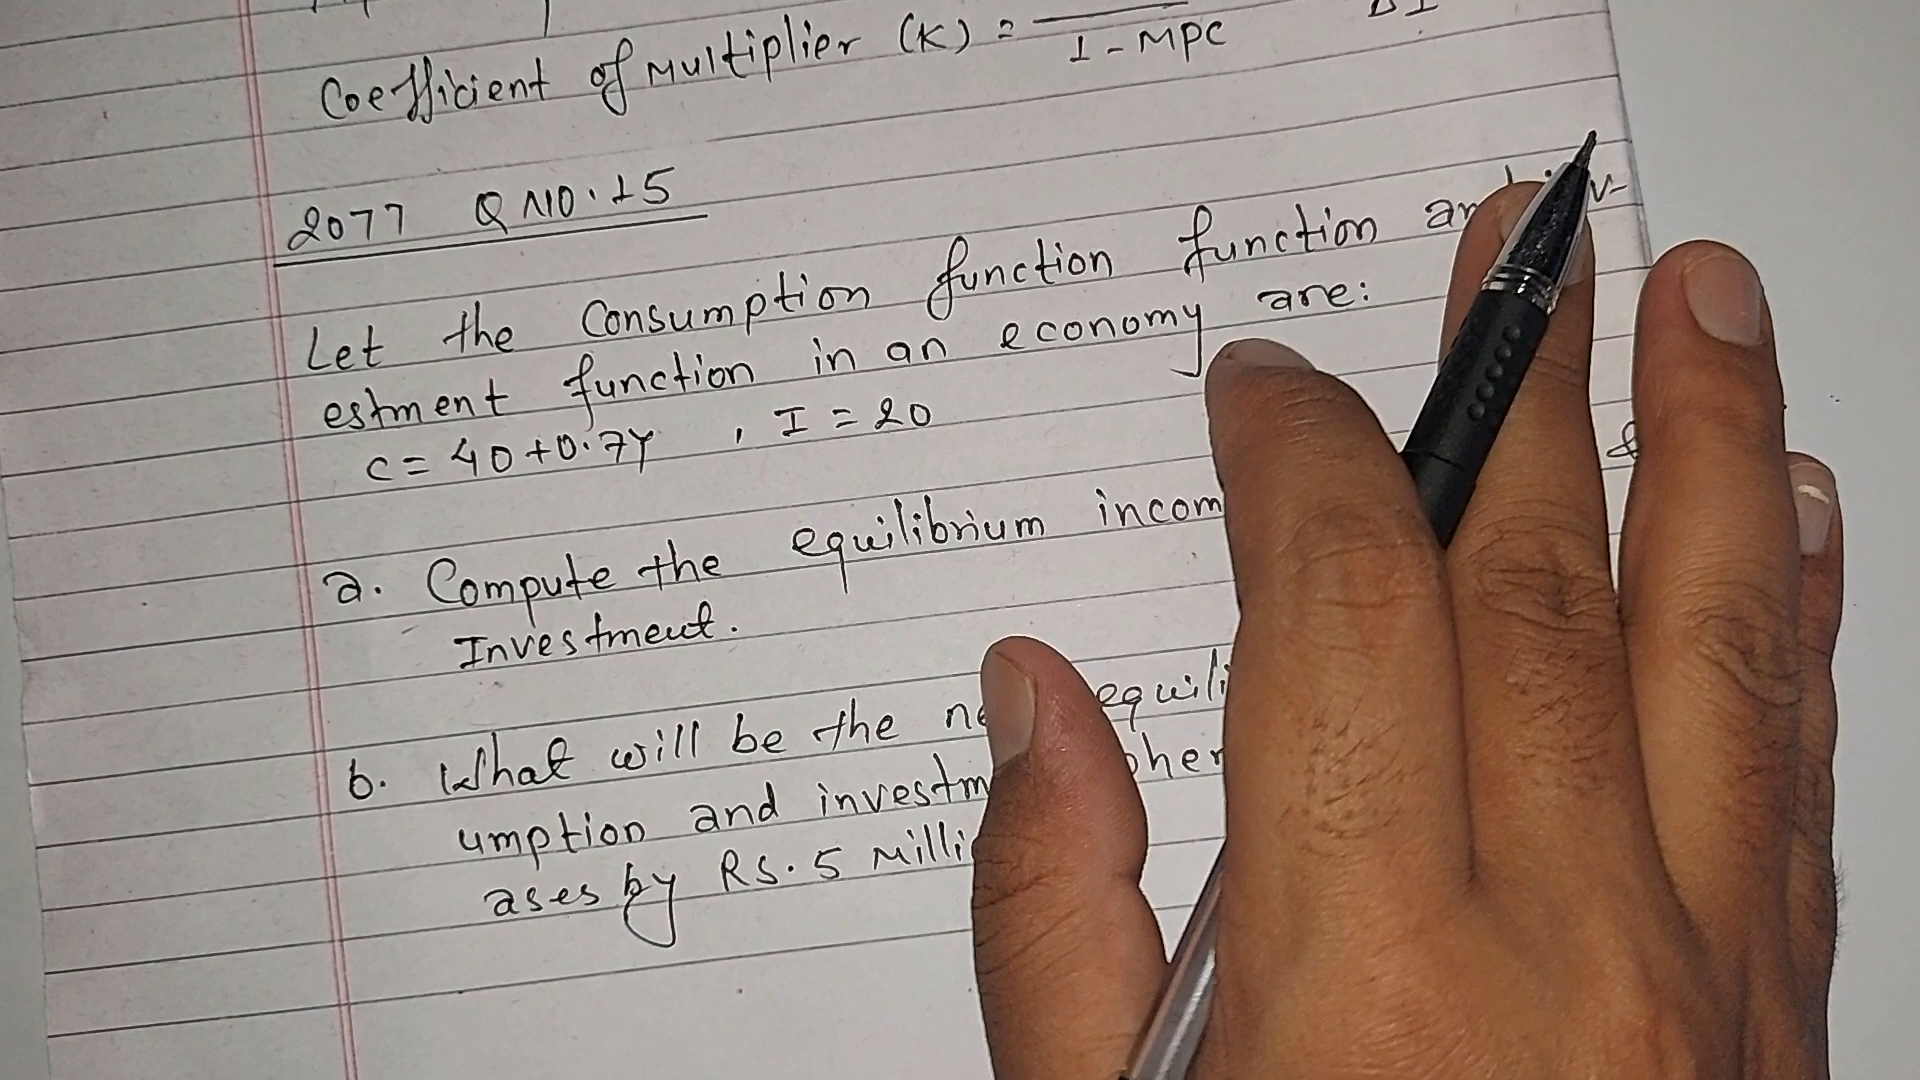 Coefficient of Multiplier (K) = 1 - MPC ΔI
2077 Q NO. 15
Let the Consumption function function an v-
estment function in an economy are:
C = 40 + 0.7Y , I = 20
a. Compute the equilibrium incom &
Investment.
b. What will be the ne equili
umption and investm when
ases by RS. 5 Milli